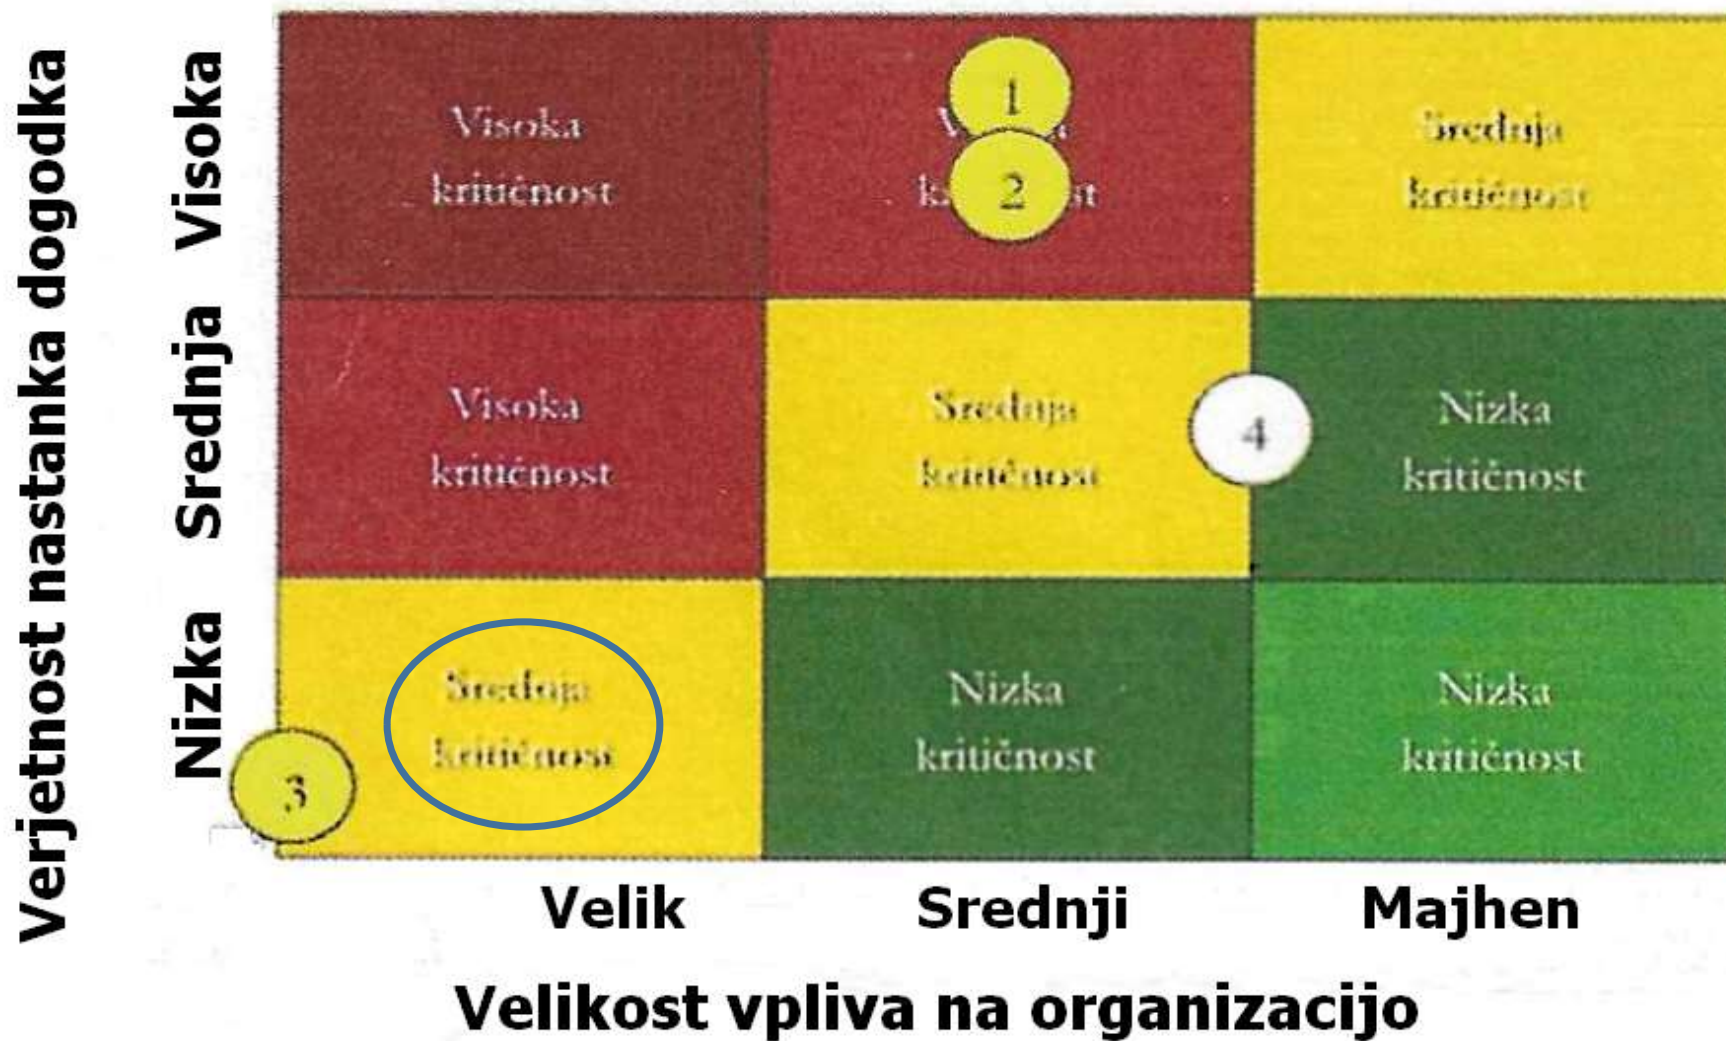 Verjetnost nastanka dogodka
Visoka
Srednja
Nizka
Visoka
kritičnost
1
2
Srednja
kritičnost
Visoka
kritičnost
Srednja
kritičnost
4
Nizka
kritičnost
3
Srednja
kritičnost
Nizka
kritičnost
Nizka
kritičnost
Velik
Srednji
Majhen
Velikost vpliva na organizacijo